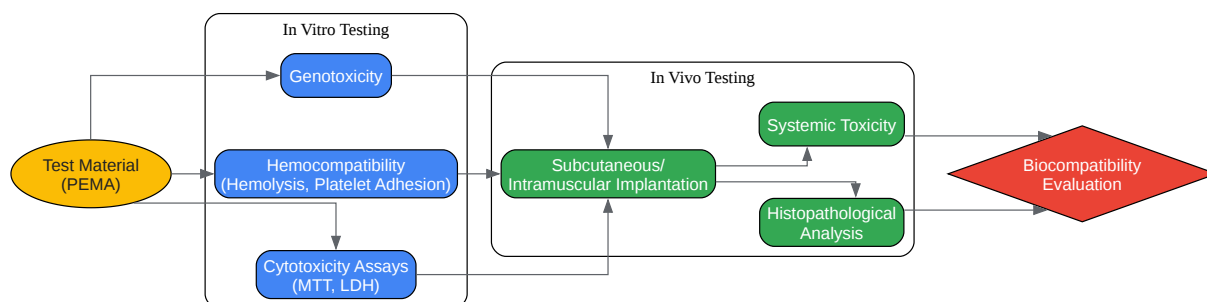 In Vitro Testing
Genotoxicity
In Vivo Testing
Systemic Toxicity
Test Material
(PEMA)
Hemocompatibility
(Hemolysis, Platelet Adhesion)
Subcutaneous/
Intramuscular Implantation
Biocompatibility
Evaluation
Histopathological
Analysis
Cytotoxicity Assays
(MTT, LDH)